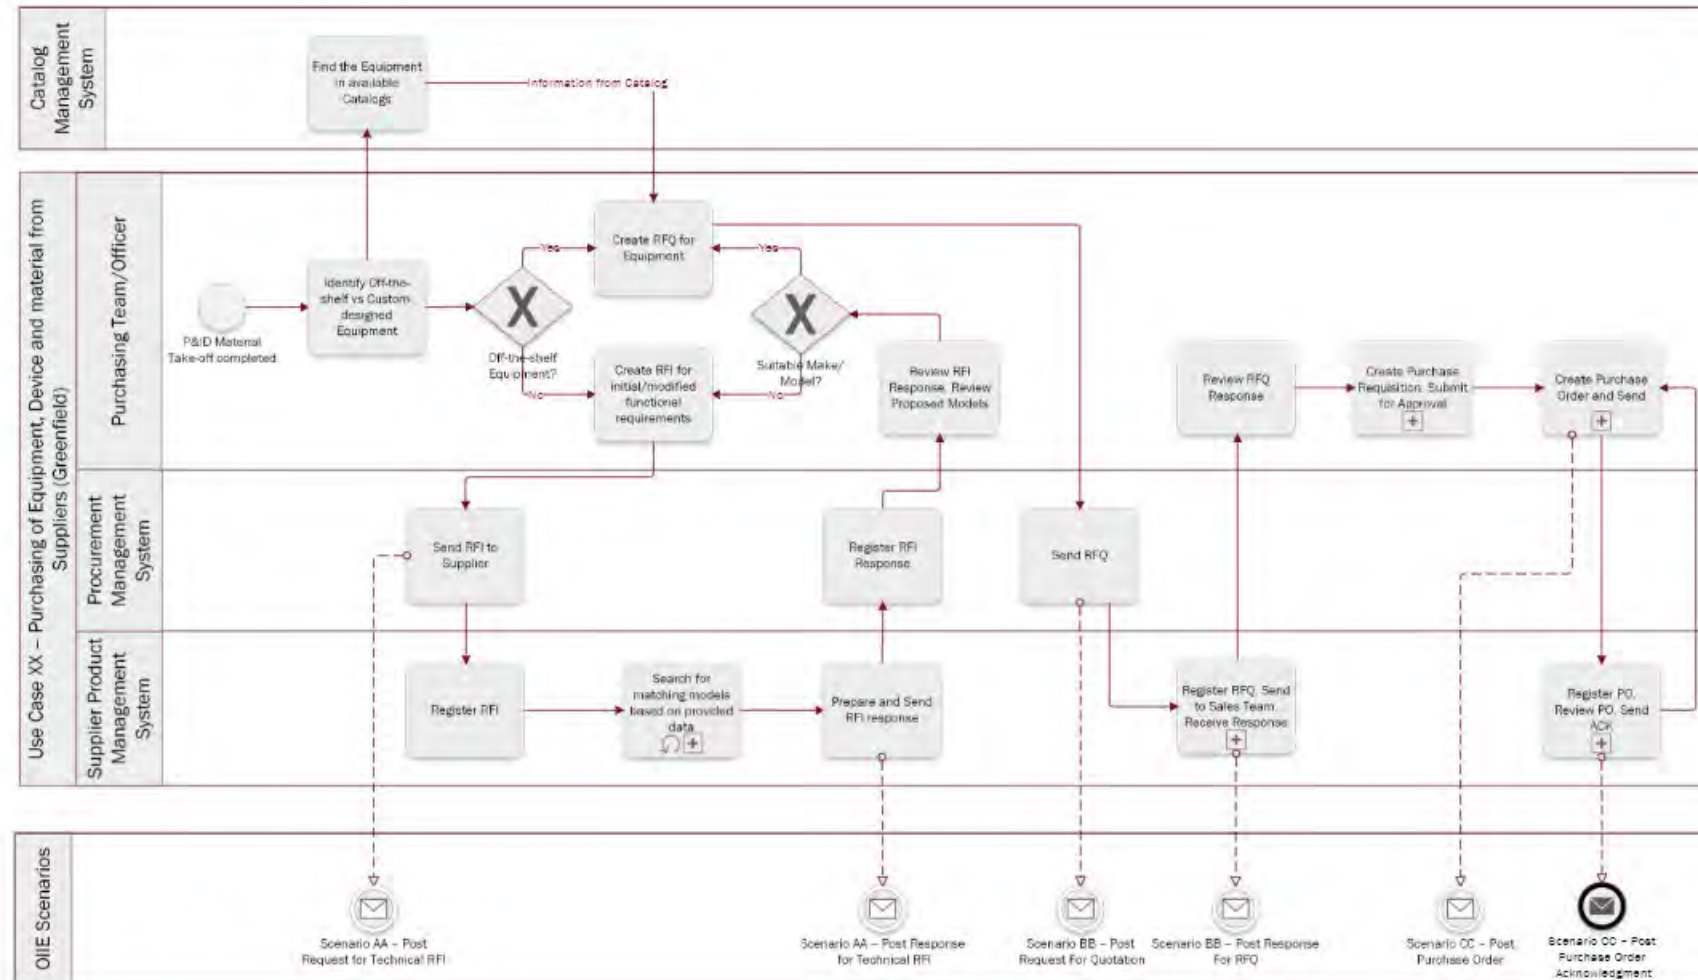 Catalog
Management
System
Find the Equipment
in available
Catalogs
Information from Catalog
Use Case XX – Purchasing of Equipment, Device and material from
Suppliers (Greenfield)
Purchasing Team/Officer
P&ID Material
Take-off completed
Identify Off-the-
shelf vs Custom
designed
Equipment
X
Off-the-shelf
Equipment?
Yes
No
Create RFQ for
Equipment
Create RFI for
initial/modified
functional
requirements
Yes
X
Suitable Make/
Model?
No
Review RFI
Response, Review
Proposed Models
Review RFQ
Response
Create Purchase
Requisition, Submit
for Approval
Create Purchase
Order and Send
Procurement
Management
System
Send RFI to
Supplier
Register RFI
Response
Send RFQ
Supplier Product
Management
System
Register RFI
Search for
matching models
based on provided
data
Prepare and Send
RFI response
Register RFQ, Send
to Sales Team,
Receive Response
Register PO,
Review PO, Send
ACK
OIIE Scenarios
Scenario AA – Post
Request for Technical RFI
Scenario AA – Post Response
for Technical RFI
Scenario BB – Post
Request For Quotation
Scenario BB – Post Response
For RFQ
Scenario CC – Post
Purchase Order
Scenario CC – Post
Purchase Order
Acknowledgment